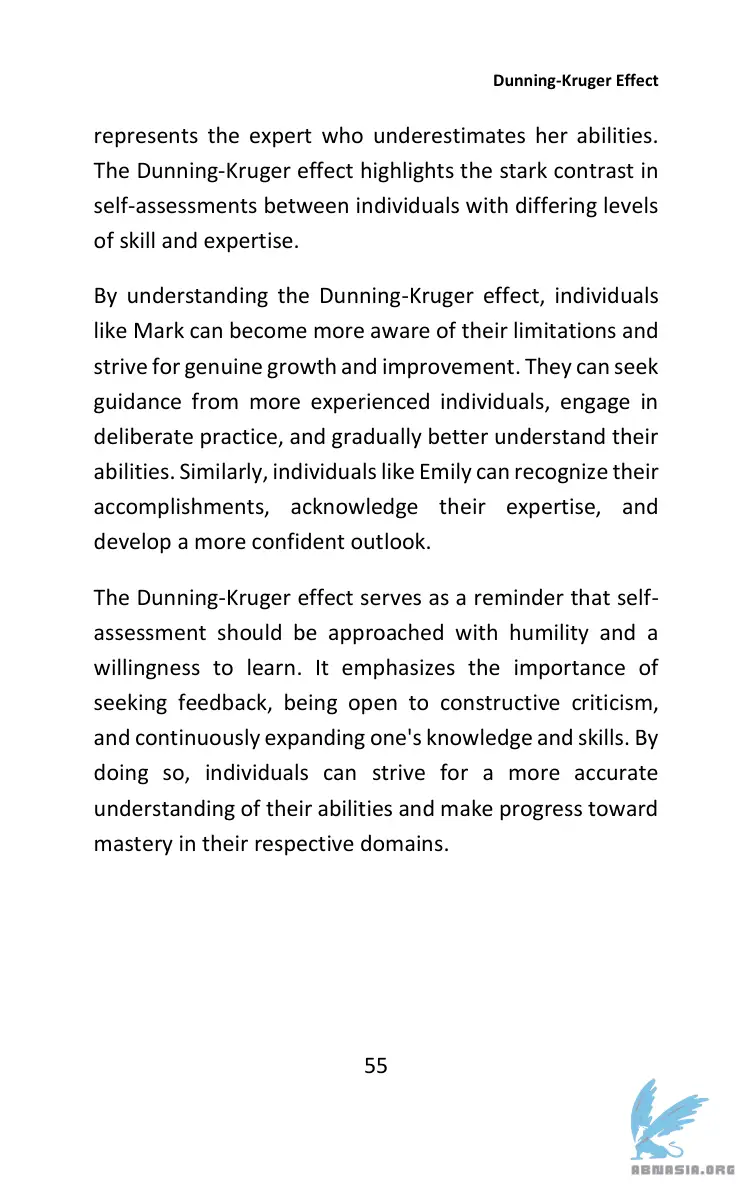 Dunning-Kruger Effect
represents the expert who underestimates her abilities.
The Dunning-Kruger effect highlights the stark contrast in
self-assessments between individuals with differing levels
of skill and expertise.
By understanding the Dunning-Kruger effect, individuals
like Mark can become more aware of their limitations and
strive for genuine growth and improvement. They can seek
guidance from more experienced individuals, engage in
deliberate practice, and gradually better understand their
abilities. Similarly, individuals like Emily can recognize their
accomplishments, acknowledge their expertise, and
develop a more confident outlook.
The Dunning-Kruger effect serves as a reminder that self-
assessment should be approached with humility and a
willingness to learn. It emphasizes the importance of
seeking feedback, being open to constructive criticism,
and continuously expanding one's knowledge and skills. By
doing so, individuals can strive for a more accurate
understanding of their abilities and make progress toward
mastery in their respective domains.
55
ABNASIA.ORG